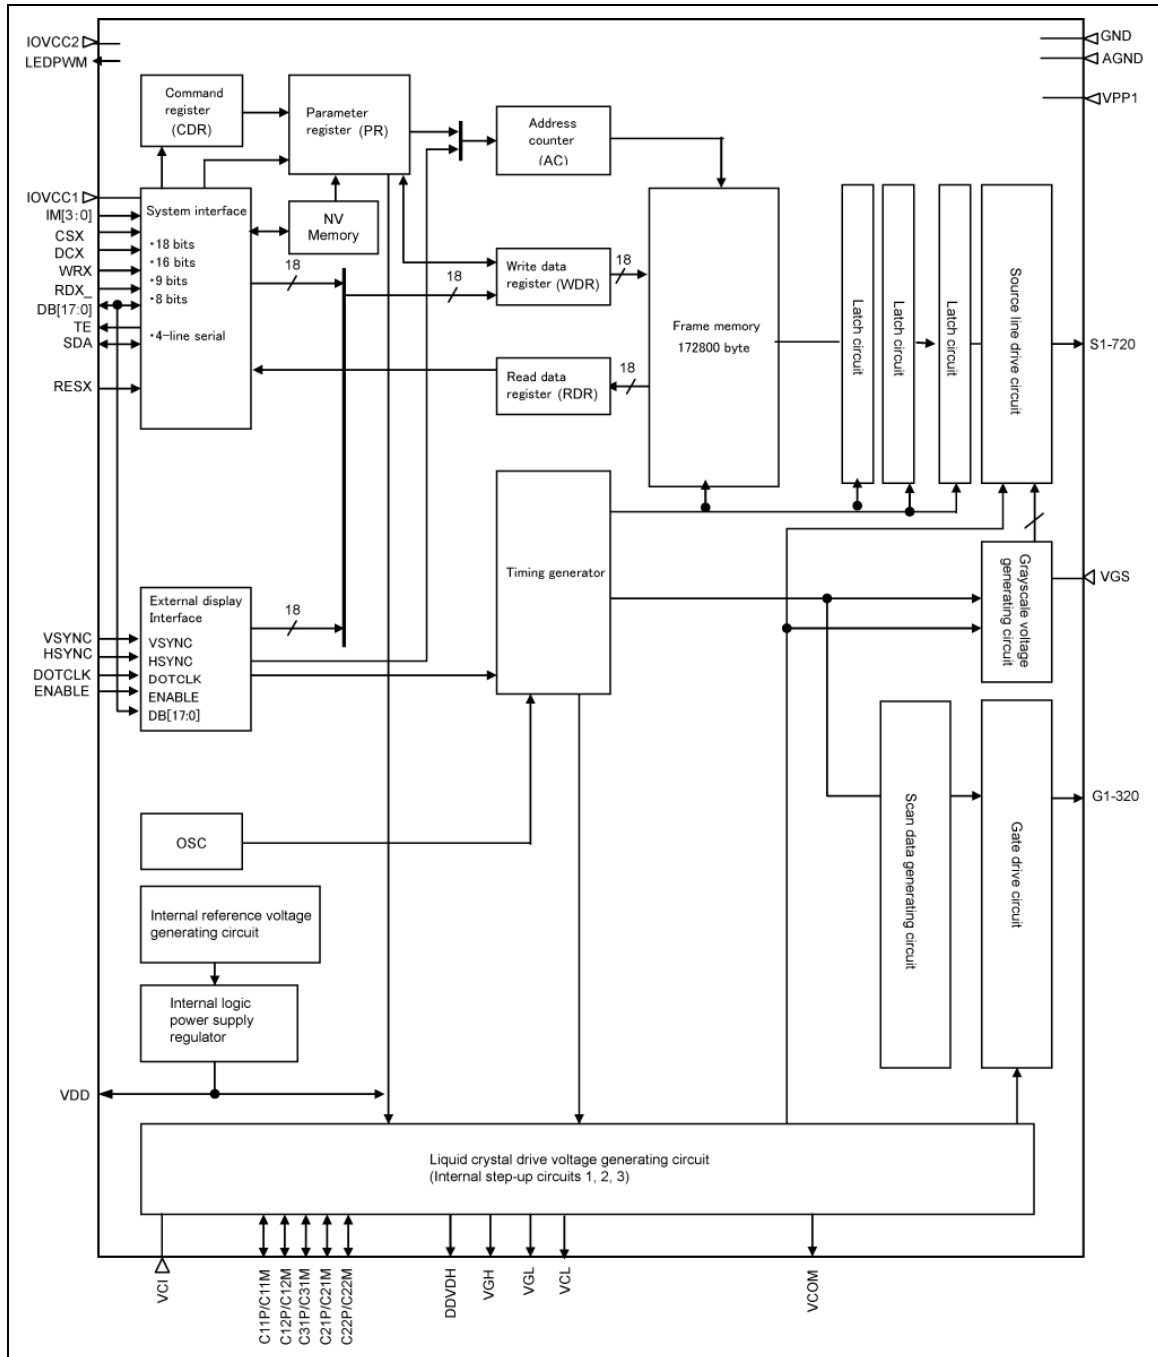 IOVCC2
LEDPWM
GND
AGND
VPP1
Command
register
(CDR)
Parameter
register (PR)
Address
counter
(AC)
IOVCC1
IM[3:0]
CSX
DCX
WRX
RDX_
DB[17:0]
TE
SDA
RESX
System interface
・18 bits
・16 bits
・9 bits
・8 bits
・4-line serial
NV
Memory
18
18
Write data
register (WDR)
18
Read data
register (RDR)
18
Frame memory
172800 byte
Latch circuit
Latch circuit
Latch circuit
Source line drive circuit
S1-720
Timing generator
Grayscale voltage
generating circuit
VGS
VSYNC
HSYNC
DOTCLK
ENABLE
External display
Interface
VSYNC
HSYNC
DOTCLK
ENABLE
DB[17:0]
18
Scan data generating circuit
Gate drive circuit
G1-320
OSC
Internal reference voltage
generating circuit
Internal logic
power supply
regulator
VDD
Liquid crystal drive voltage generating circuit
(Internal step-up circuits 1, 2, 3)
VCI
C11P/C11M
C12P/C12M
C31P/C31M
C21P/C21M
C22P/C22M
DDVDH
VGH
VGL
VCL
VCOM